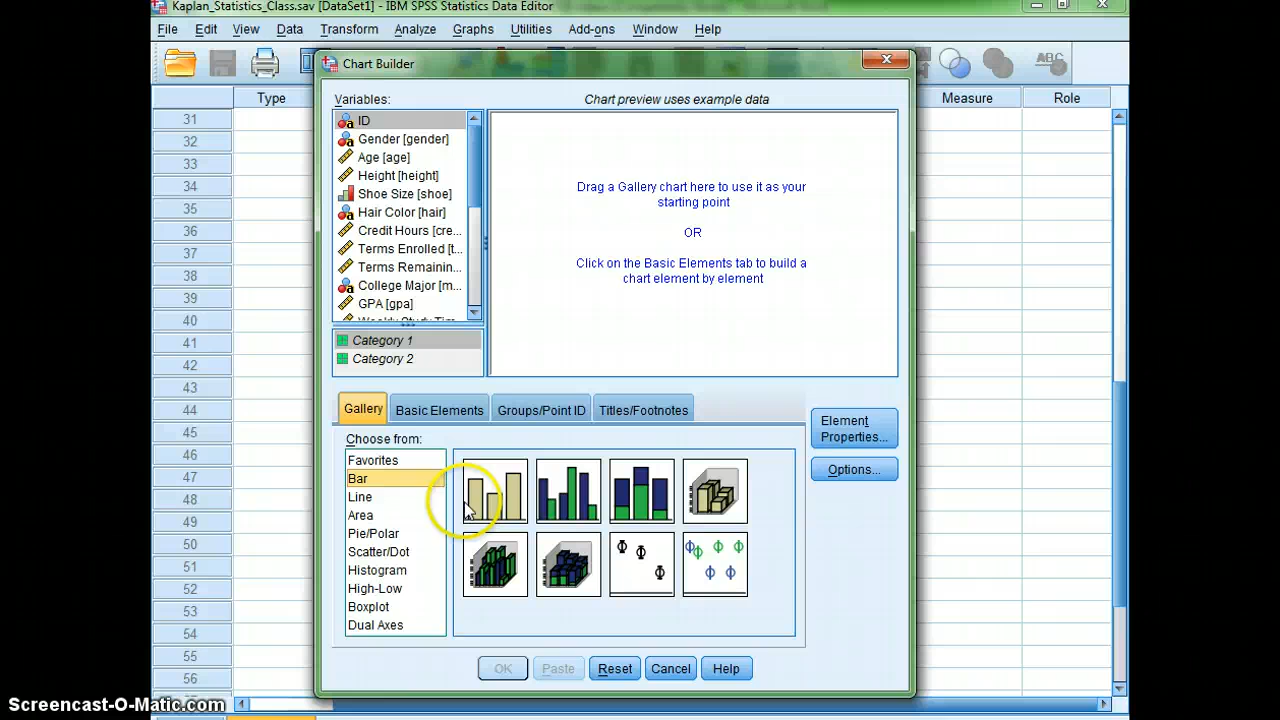 Kaplan_Statistics_Class.sav [DataSet1] - IBM SPSS Statistics Data Editor
File Edit View Data Transform Analyze Graphs Utilities Add-ons Window Help
Chart Builder
ABC
Type Measure Role
31
32
33
34
35
36
37
38
39
40
41
42
43
44
45
46
47
48
49
50
51
52
53
54
55
56
Variables:
ID
Gender [gender]
Age [age]
Height [height]
Shoe Size [shoe]
Hair Color [hair]
Credit Hours [cre...
Terms Enrolled [t...
Terms Remainin...
College Major [m...
GPA [gpa]
Category 1
Category 2
Chart preview uses example data
Drag a Gallery chart here to use it as your
starting point
OR
Click on the Basic Elements tab to build a
chart element by element
Gallery Basic Elements Groups/Point ID Titles/Footnotes
Choose from:
Favorites
Bar
Line
Area
Pie/Polar
Scatter/Dot
Histogram
High-Low
Boxplot
Dual Axes
Element
Properties...
Options...
OK Paste Reset Cancel Help
Screencast-O-Matic.com